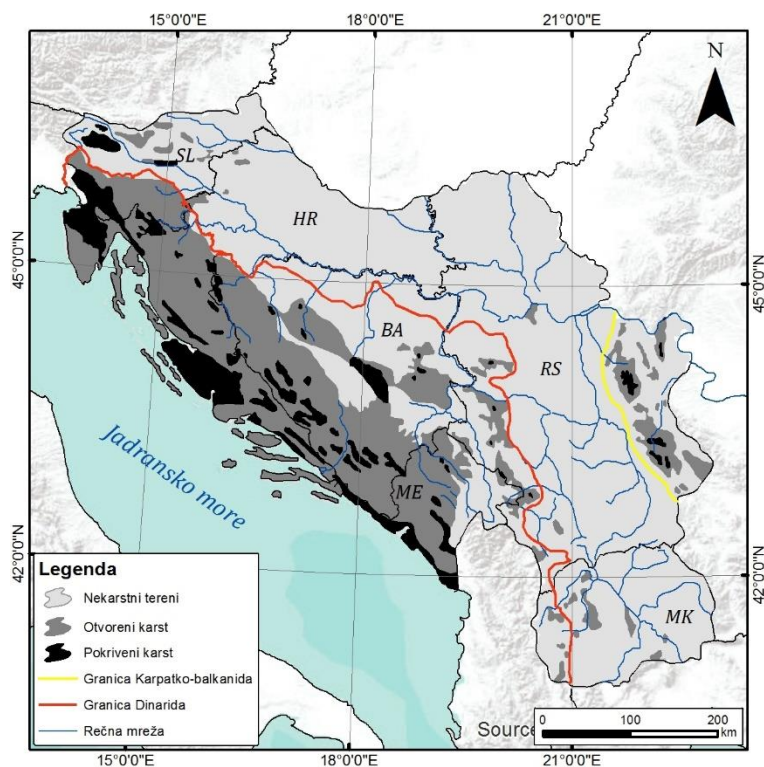 15°0'0"E 18°0'0"E 21°0'0"E
N
SL
HR
45°0'0"N 45°0'0"N
BA
RS
Jadransko more
ME
42°0'0"N 42°0'0"N
MK
Legenda
Nekarstni tereni
Otvoreni karst
Pokriveni karst
Granica Karpatko-balkanida
Granica Dinarida
Rečna mreža
Source
0 100 200
km
15°0'0"E 18°0'0"E 21°0'0"E